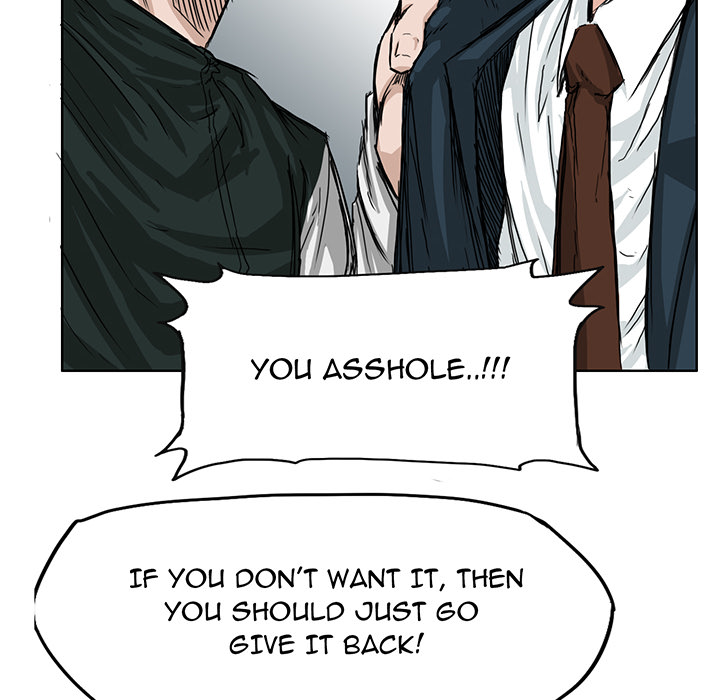 YOU ASSHOLE..!!!
IF YOU DON'T WANT IT, THEN
YOU SHOULD JUST GO
GIVE IT BACK!